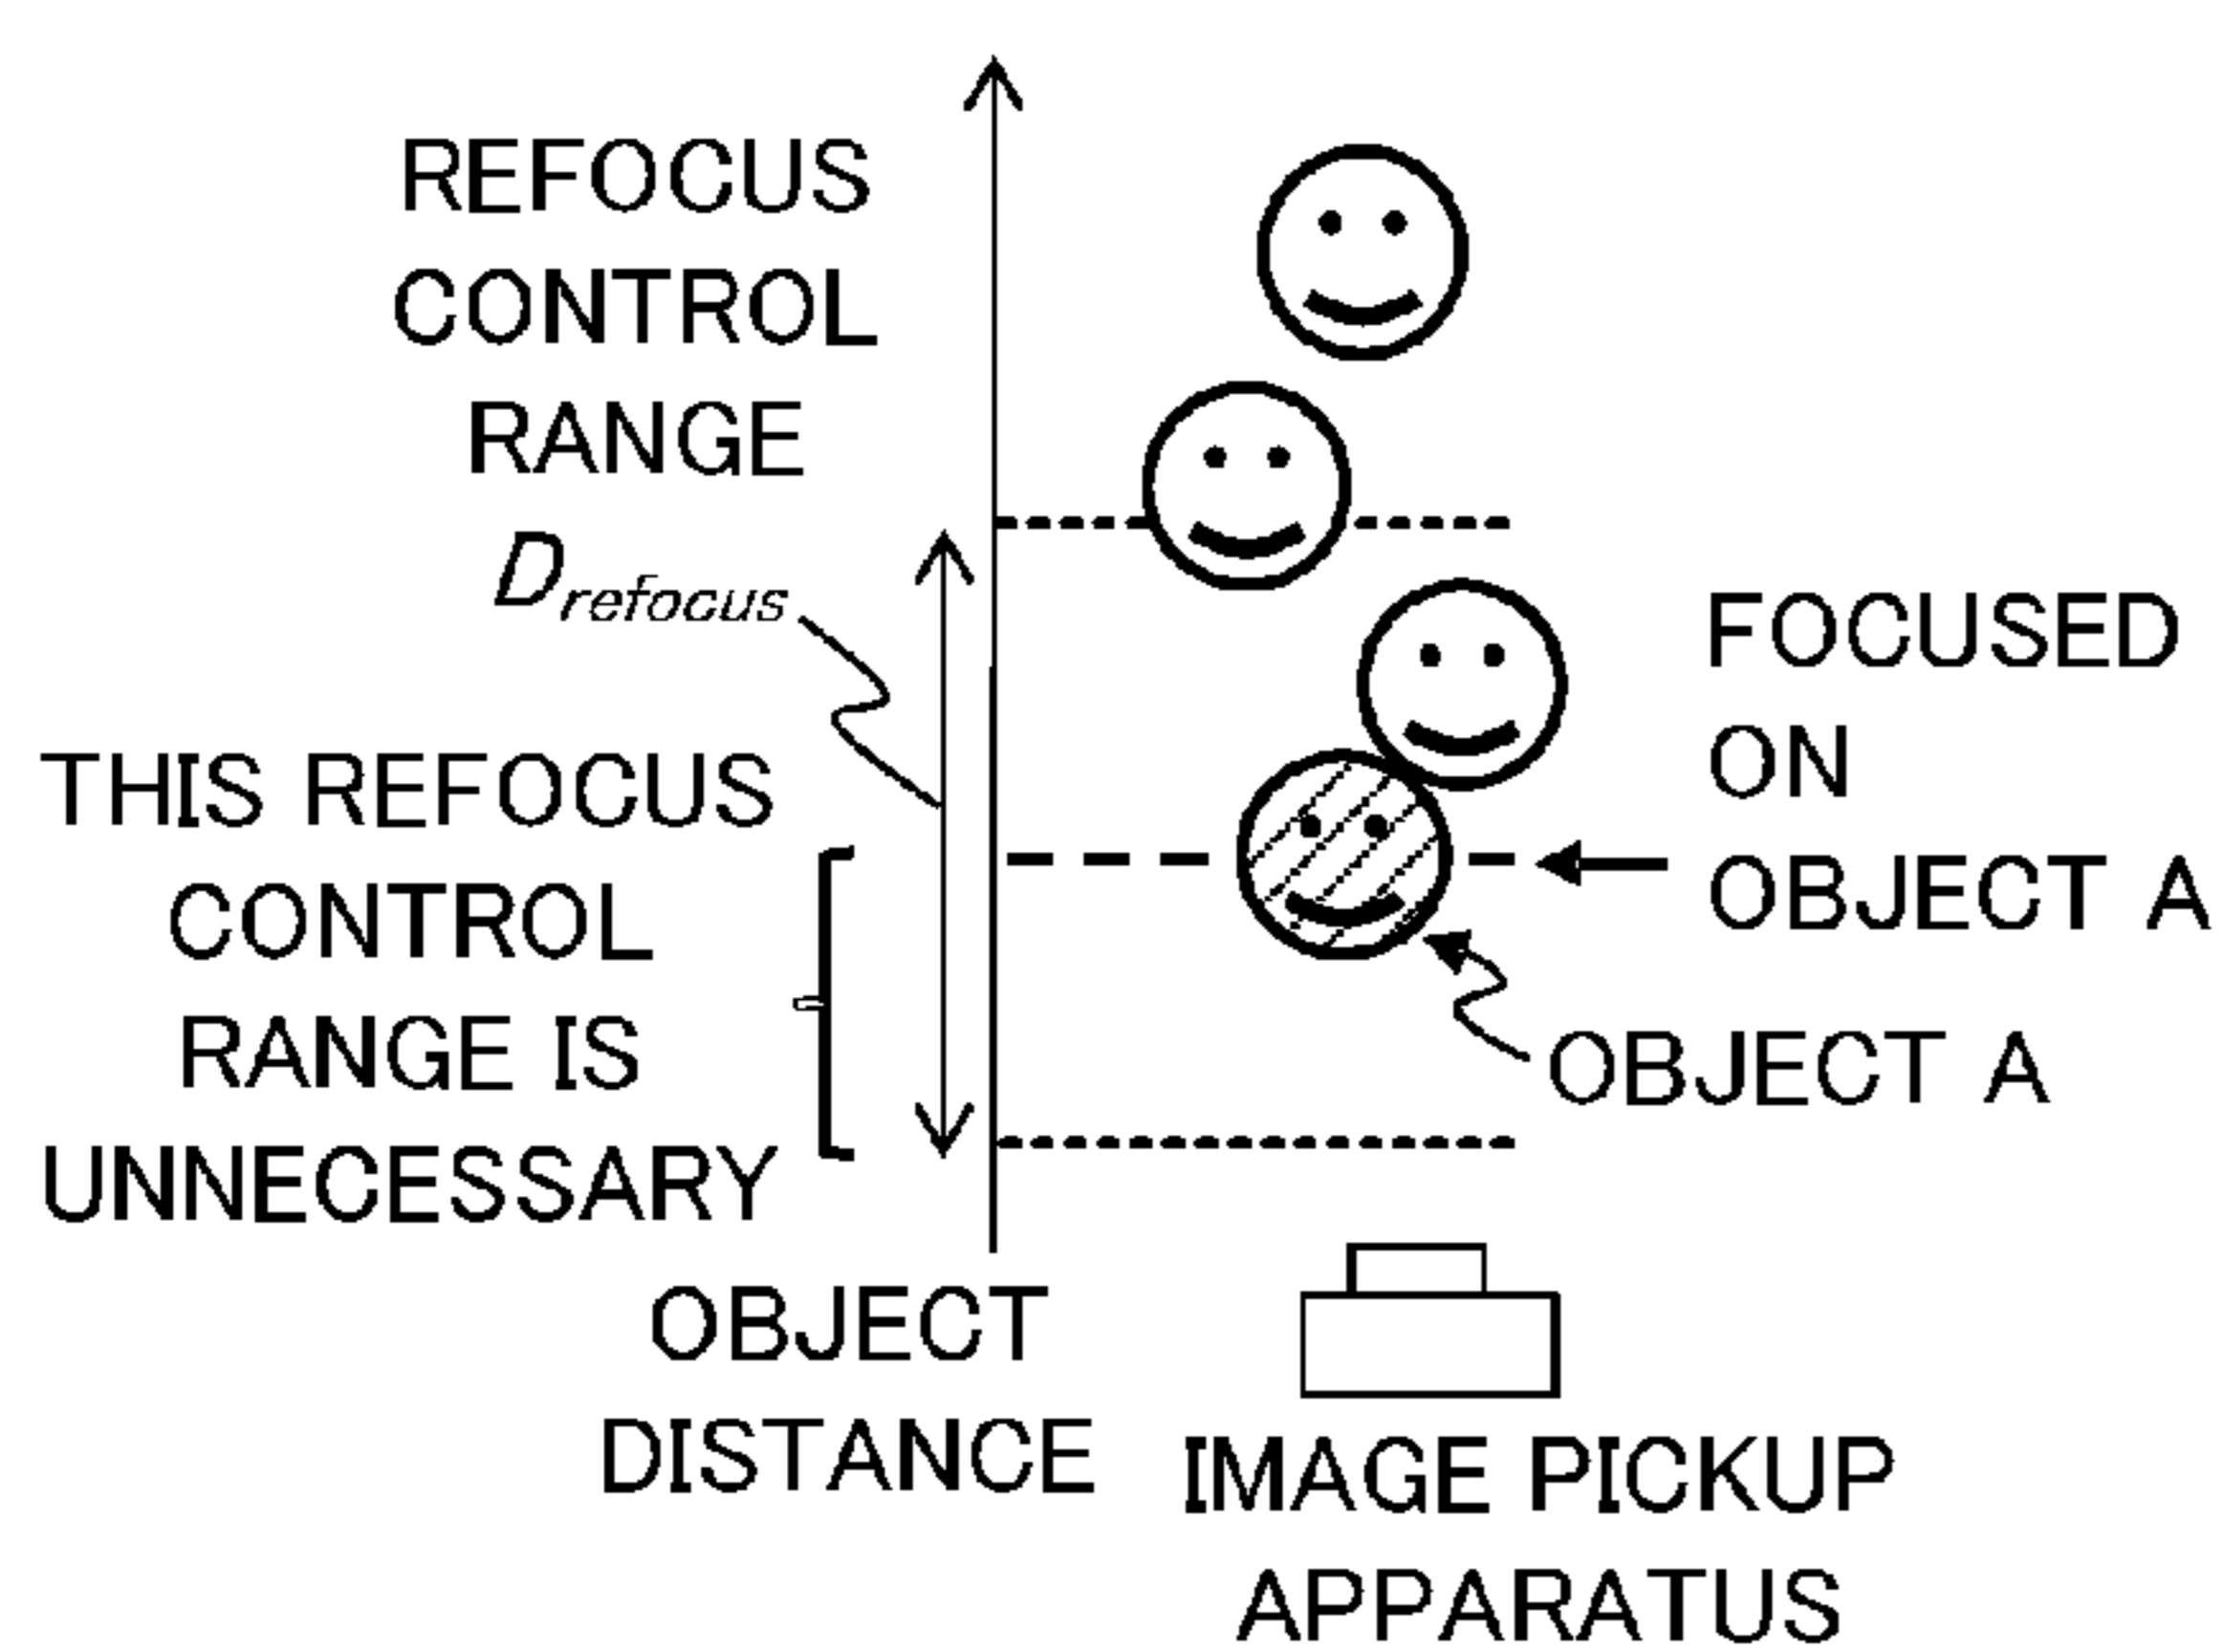 REFOCUS
CONTROL
RANGE
D_refocus
THIS REFOCUS
CONTROL
RANGE IS
UNNECESSARY
FOCUSED
ON
OBJECT A
OBJECT A
OBJECT
DISTANCE
IMAGE PICKUP
APPARATUS